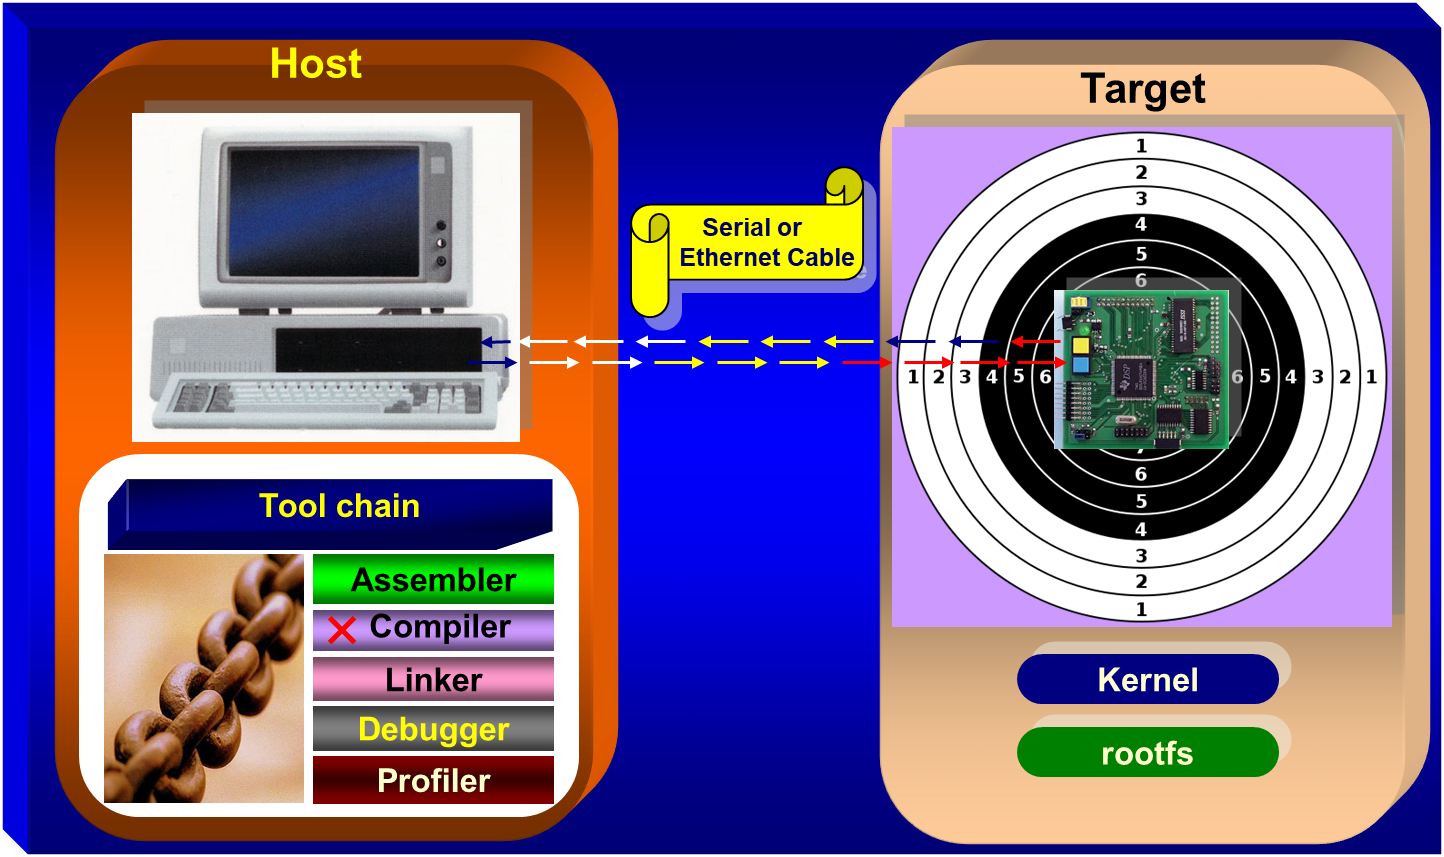 Host
Target
Serial or
Ethernet Cable
1
2
3
4
5
6
1 2 3 4 5 6
6 5 4 3 2 1
DSP
6
5
4
3
2
1
Tool chain
Assembler
Compiler
Linker
Debugger
Profiler
Kernel
rootfs